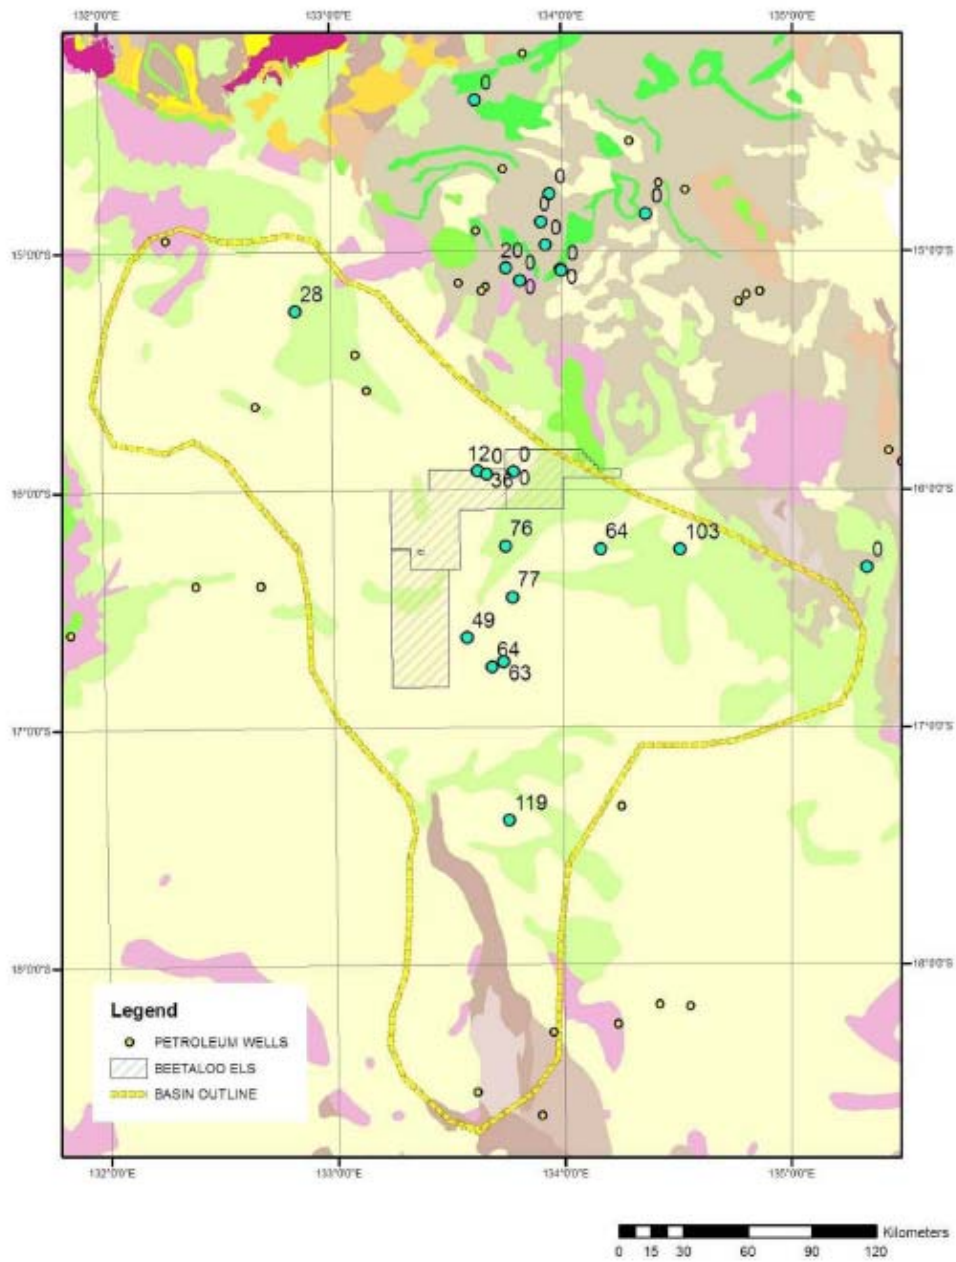 132°0'0"E 133°0'0"E 134°0'0"E 135°0'0"E
0
0
0
0
0
0
20
0
0
0
0
15°0'0"S 15°0'0"S
28
12 0 0
36 0
16°0'0"S 16°0'0"S
76 64 103
0
77
49
64
63
17°0'0"S 17°0'0"S
119
18°0'0"S 18°0'0"S
Legend
PETROLEUM WELLS
BEETALOO ELS
BASIN OUTLINE
132°0'0"E 133°0'0"E 134°0'0"E 135°0'0"E
Kilometers
0 15 30 60 90 120